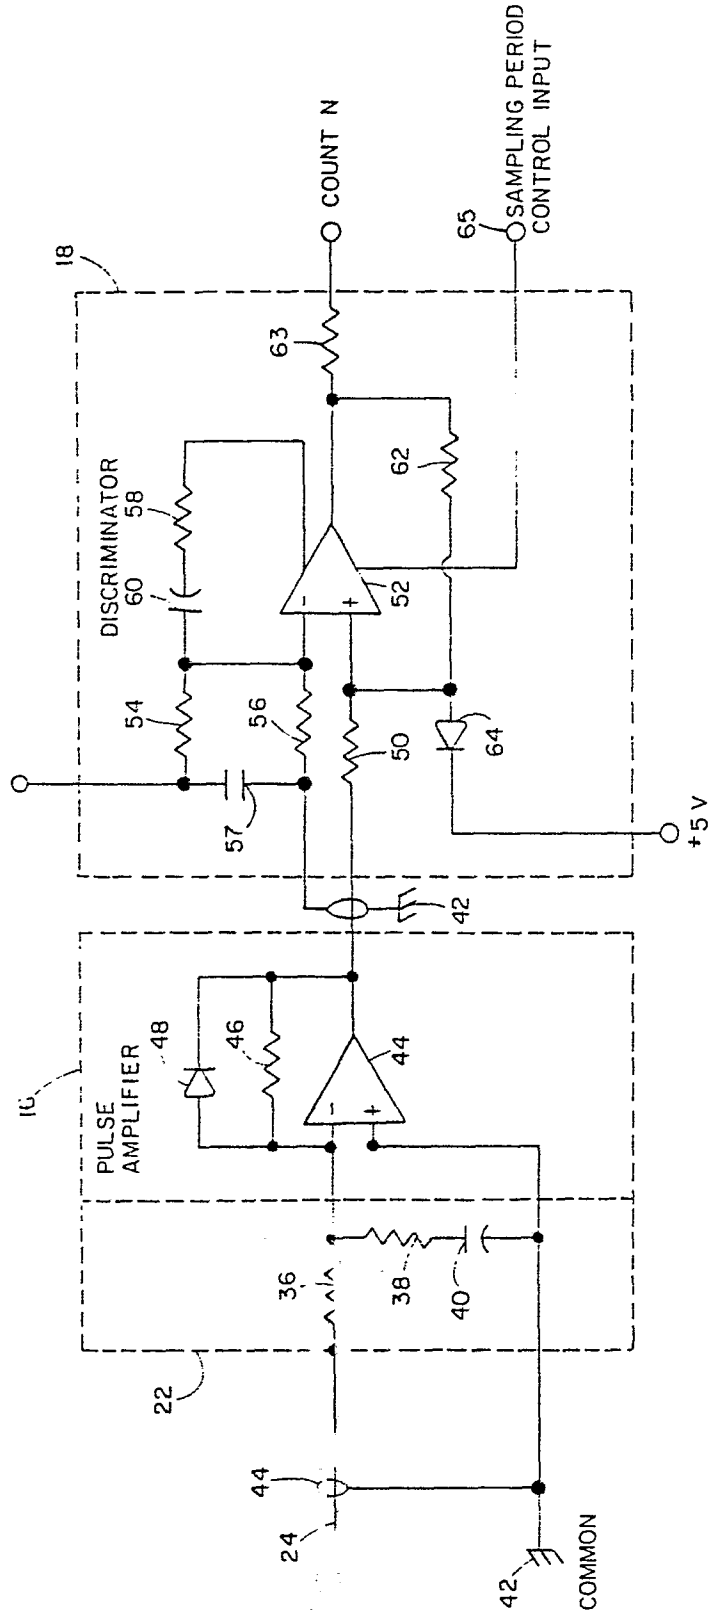 18
COUNT N
65
SAMPLING PERIOD
CONTROL INPUT
63
DISCRIMINATOR
58
60
62
52
54
56
50
64
57
42
+5 V
PULSE
AMPLIFIER
48
46
44
36
38
40
22
44
24
42
COMMON